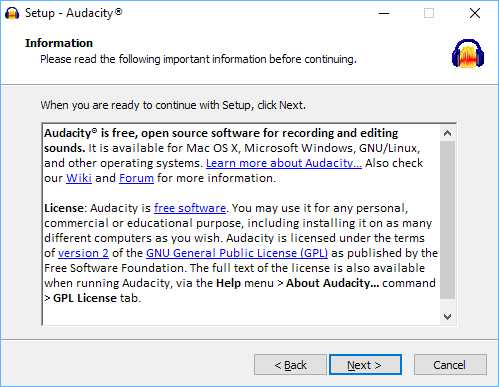 Setup - Audacity®
Information
Please read the following important information before continuing.
When you are ready to continue with Setup, click Next.
Audacity® is free, open source software for recording and editing
sounds. It is available for Mac OS X, Microsoft Windows, GNU/Linux,
and other operating systems. Learn more about Audacity... Also check
our Wiki and Forum for more information.
License: Audacity is free software. You may use it for any personal,
commercial or educational purpose, including installing it on as many
different computers as you wish. Audacity is licensed under the terms
of version 2 of the GNU General Public License (GPL) as published by the
Free Software Foundation. The full text of the license is also available
when running Audacity, via the Help menu > About Audacity... command
> GPL License tab.
< Back
Next >
Cancel